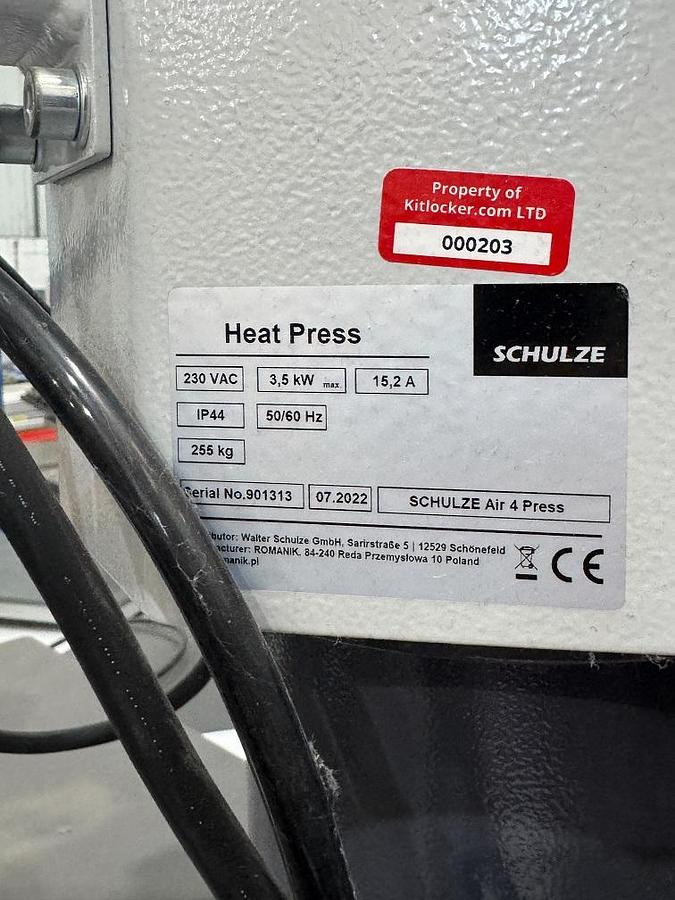 Property of
Kitlocker.com LTD
000203
Heat Press
SCHULZE
230 VAC 3,5 kW max. 15,2 A
IP44 50/60 Hz
255 kg
Serial No.901313 07.2022 SCHULZE Air 4 Press
Walter Schulze GmbH, Sarirstraße 5 | 12529 Schönefeld
ROMANIK, 84-240 Reda Przemysłowa 10 Poland
CE